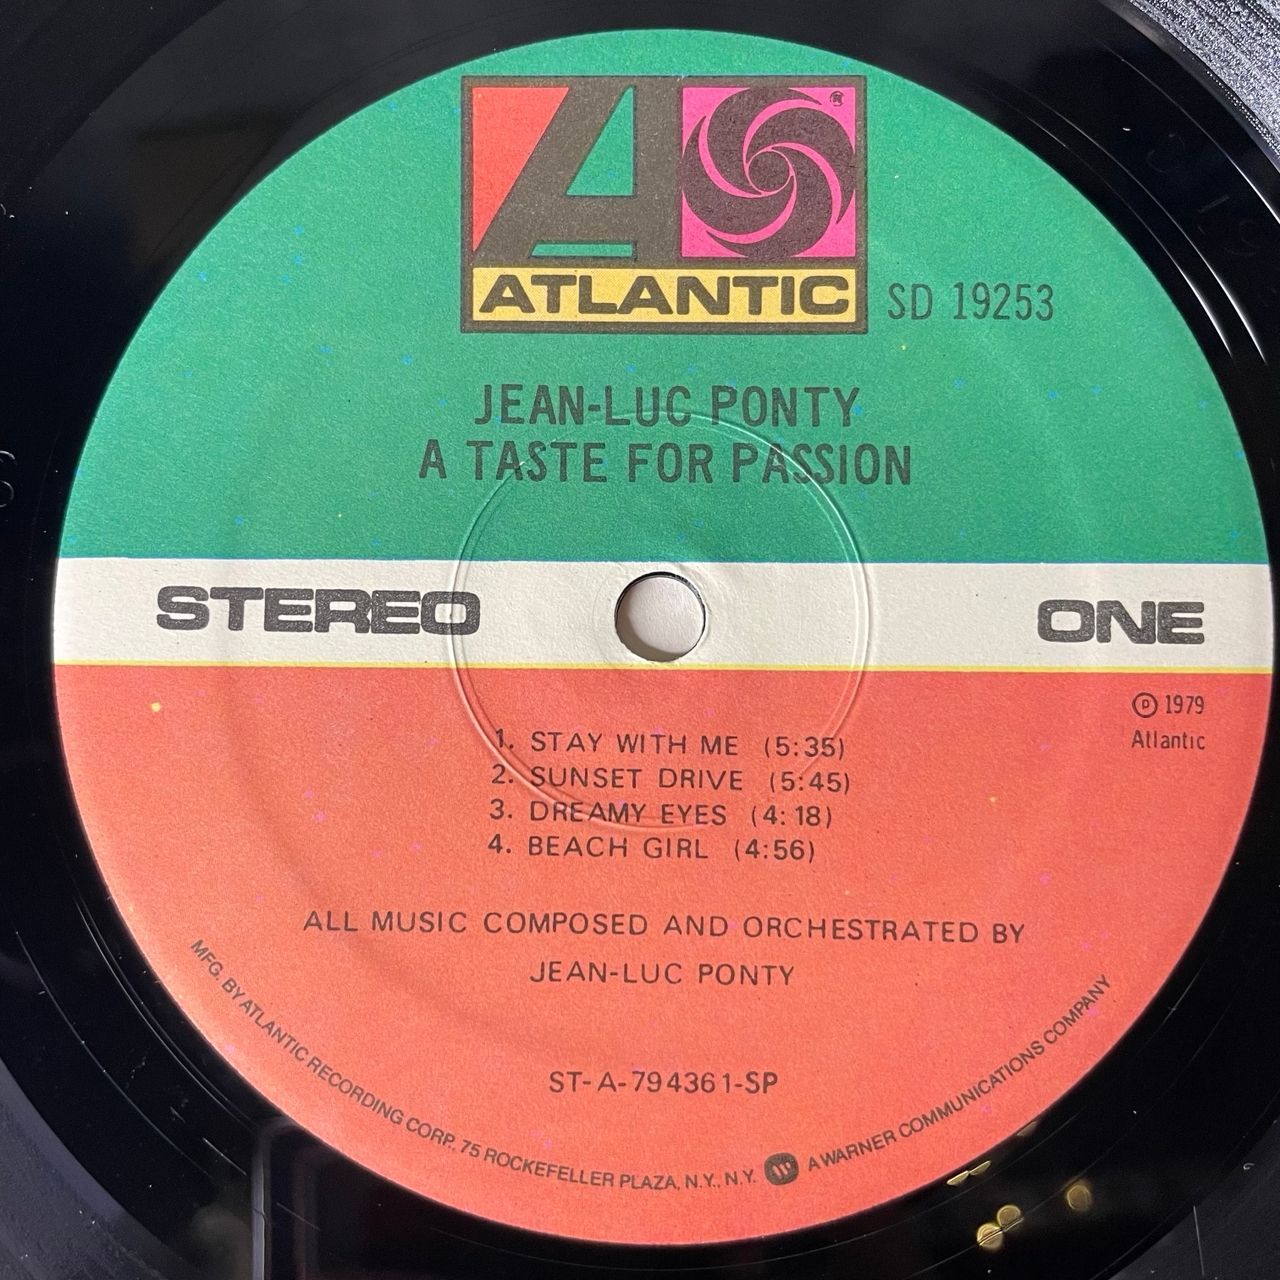 ATLANTIC
®
SD 19253
JEAN-LUC PONTY
A TASTE FOR PASSION
STEREO
ONE
Ⓟ 1979
Atlantic
1. STAY WITH ME (5:35)
2. SUNSET DRIVE (5:45)
3. DREAMY EYES (4:18)
4. BEACH GIRL (4:56)
ALL MUSIC COMPOSED AND ORCHESTRATED BY
JEAN-LUC PONTY
ST-A-794361-SP
MFG. BY ATLANTIC RECORDING CORP., 75 ROCKEFELLER PLAZA, N.Y., N.Y. A WARNER COMMUNICATIONS COMPANY